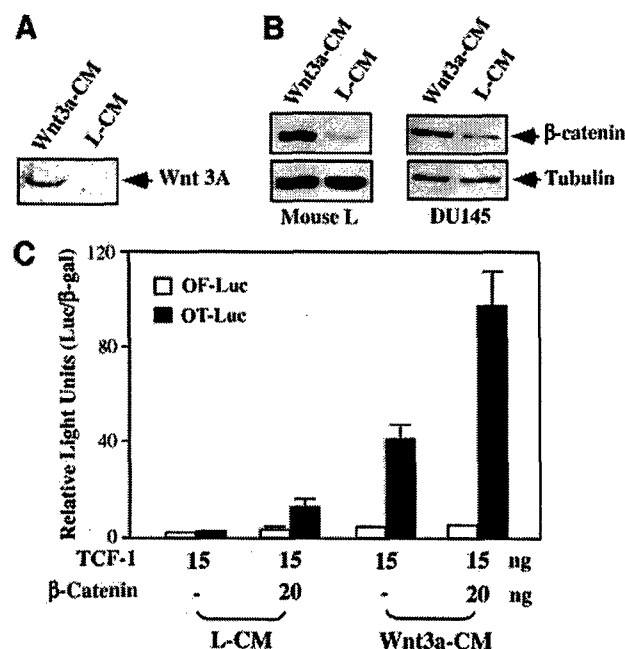 A
Wnt3a-CM
L-CM
Wnt 3A
B
Wnt3a-CM
L-CM
Wnt3a-CM
L-CM
β-catenin
Tubulin
Mouse L
DU145
C
Relative Light Units (Luc/β-gal)
120
80
40
0
OF-Luc
OT-Luc
TCF-1 15 15 15 15 ng
β-Catenin - 20 - 20 ng
L-CM Wnt3a-CM